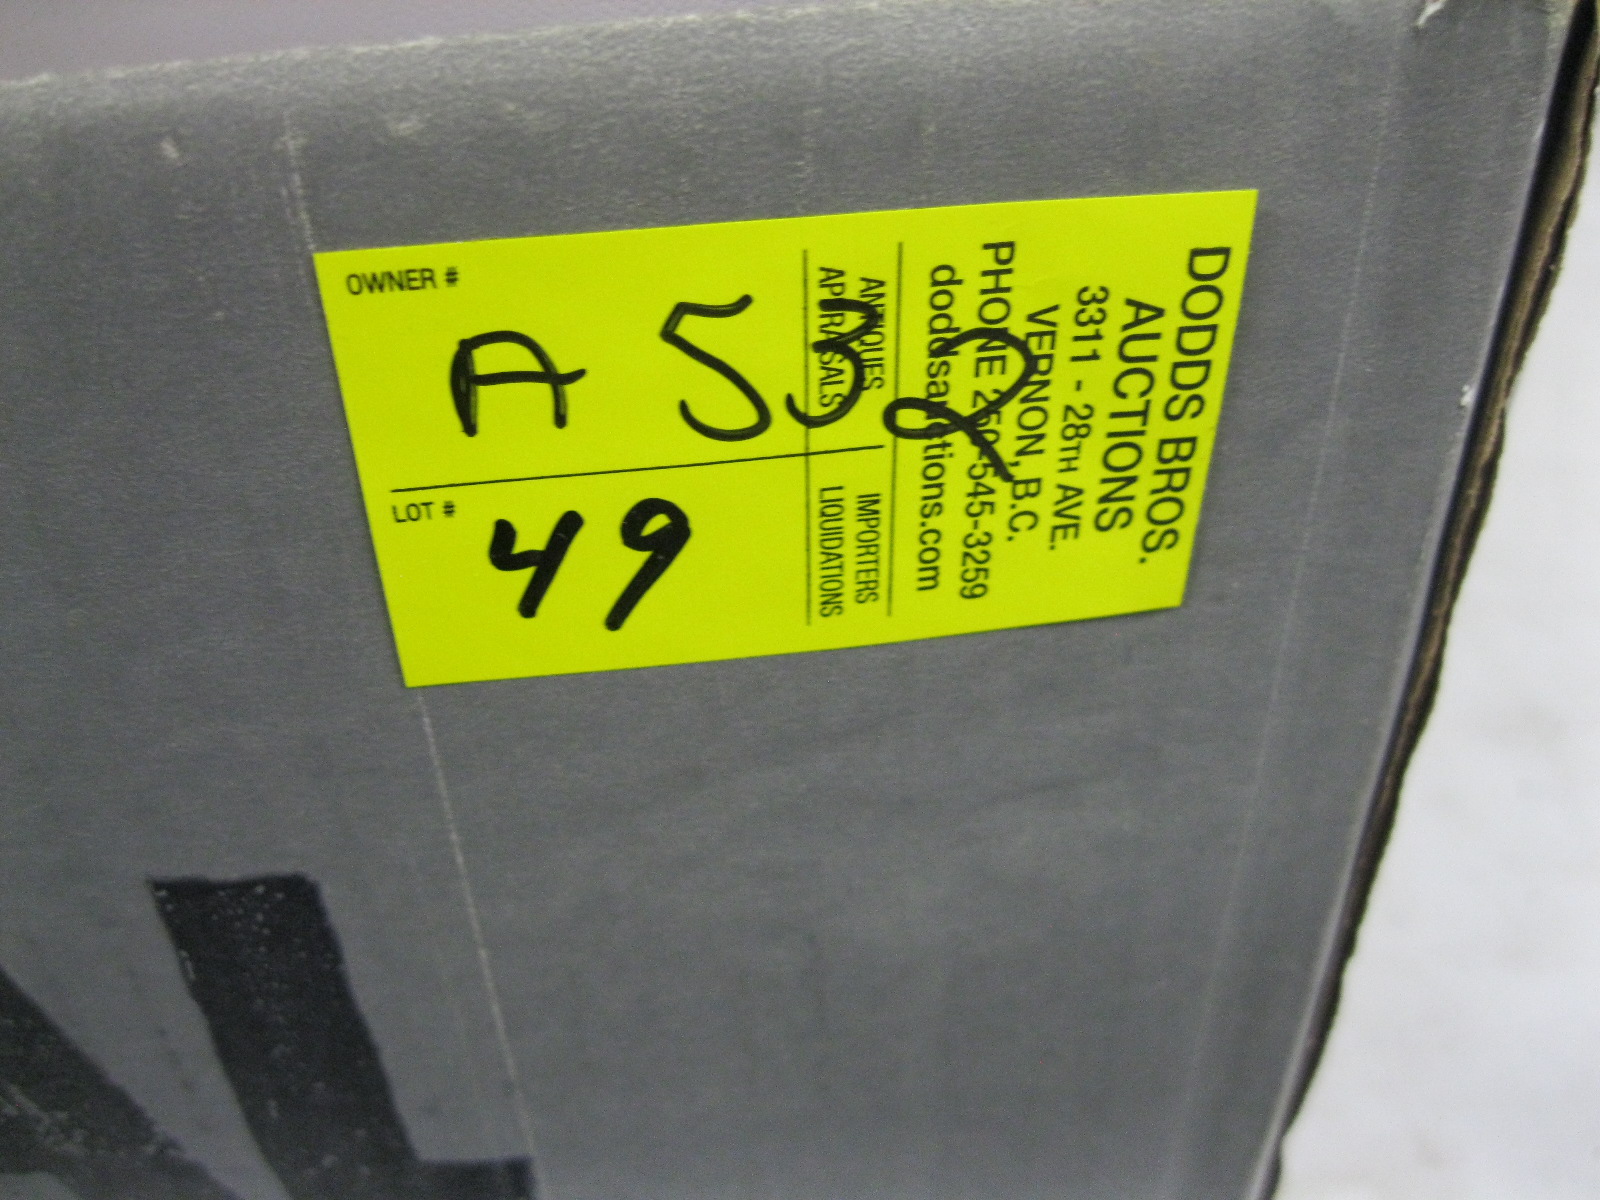 OWNER #
A 532
LOT #
49
DODDS BROS.
AUCTIONS
3311 - 28TH AVE.
VERNON, B.C.
PHONE 250-545-3259
doddsauctions.com
ANTIQUES IMPORTERS
APPRAISALS LIQUIDATIONS